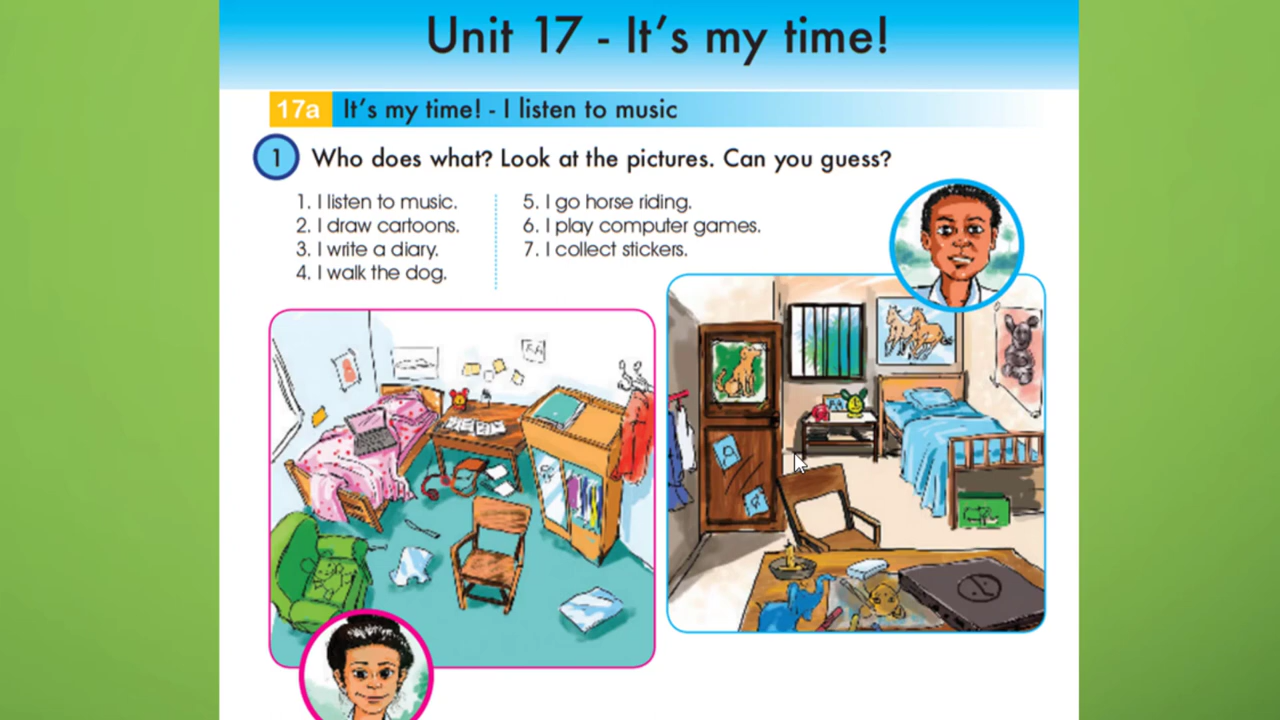 Unit 17 - It's my time!
17a It's my time! - I listen to music
1 Who does what? Look at the pictures. Can you guess?
1. I listen to music.
2. I draw cartoons.
3. I write a diary.
4. I walk the dog.
5. I go horse riding.
6. I play computer games.
7. I collect stickers.